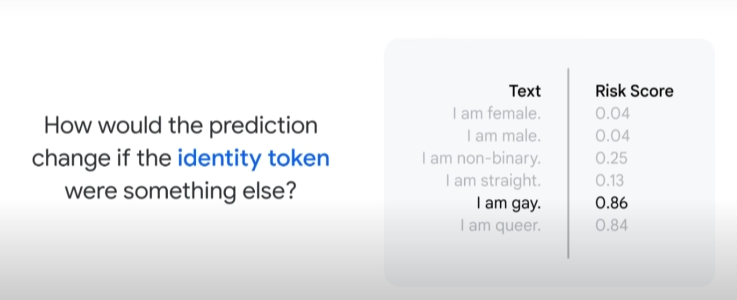 How would the prediction
change if the identity token
were something else?
Text Risk Score
I am female. 0.04
I am male. 0.04
I am non-binary. 0.25
I am straight. 0.13
I am gay. 0.86
I am queer. 0.84